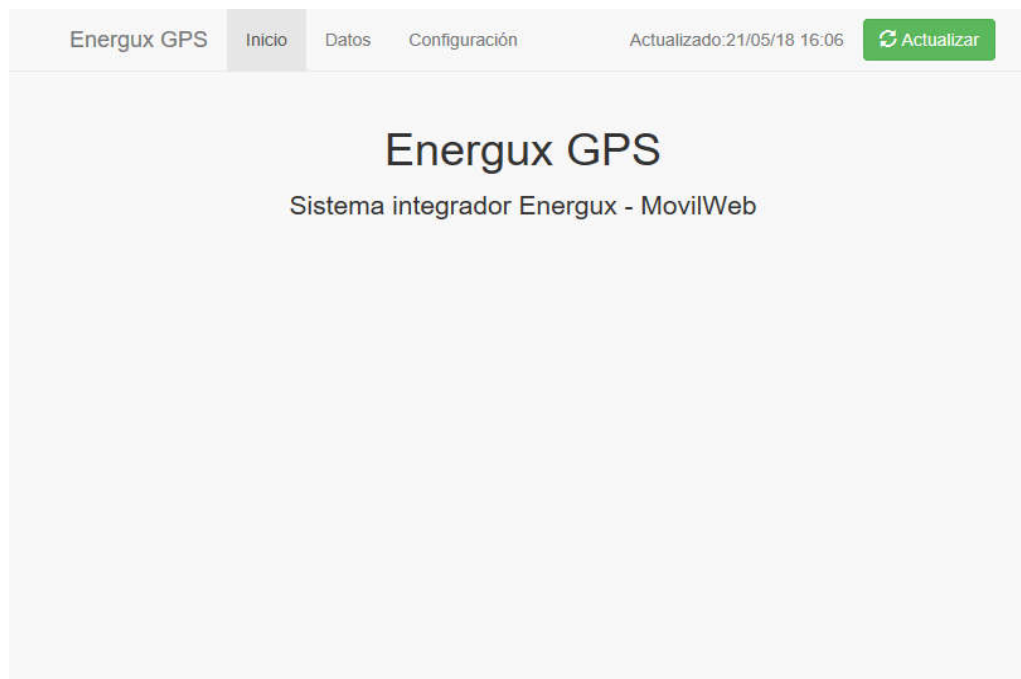 Energux GPS Inicio Datos Configuración Actualizado:21/05/18 16:06 Actualizar
Energux GPS
Sistema integrador Energux - MovilWeb